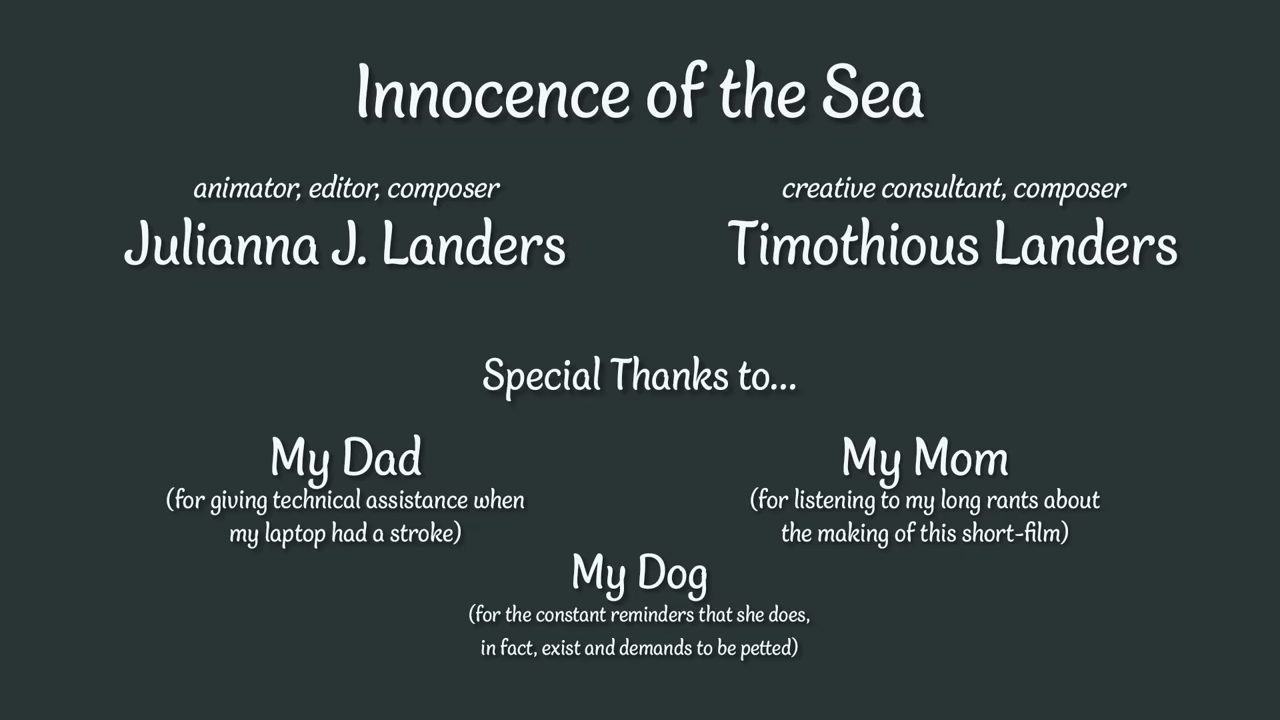 Innocence of the Sea
animator, editor, composer
Julianna J. Landers
creative consultant, composer
Timothious Landers
Special Thanks to...
My Dad
(for giving technical assistance when
my laptop had a stroke)
My Mom
(for listening to my long rants about
the making of this short-film)
My Dog
(for the constant reminders that she does,
in fact, exist and demands to be petted)